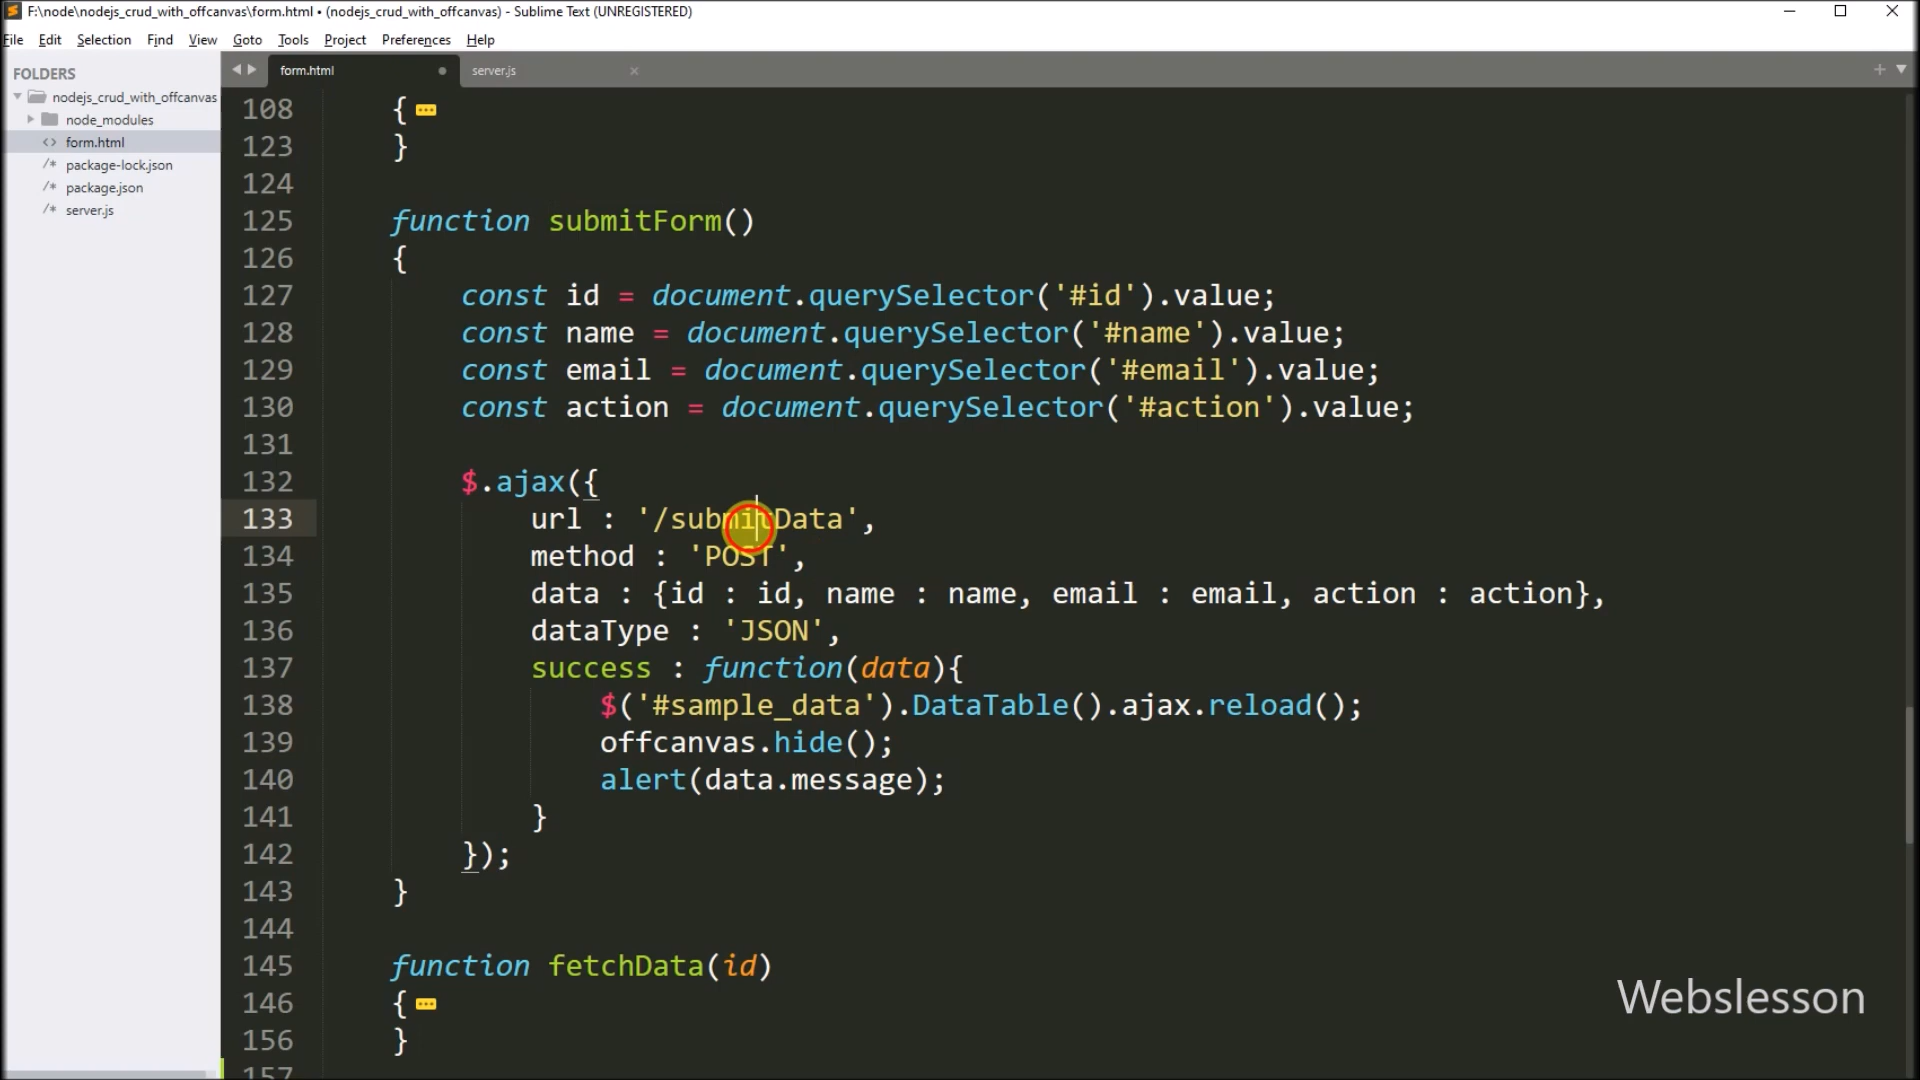 F:\node\nodejs_crud_with_offcanvas\form.html • (nodejs_crud_with_offcanvas) - Sublime Text (UNREGISTERED)
File Edit Selection Find View Goto Tools Project Preferences Help
FOLDERS
nodejs_crud_with_offcanvas
node_modules
<> form.html
/* package-lock.json
/* package.json
/* server.js
form.html
server.js
108 {
123 }
124
125 function submitForm()
126 {
127 const id = document.querySelector('#id').value;
128 const name = document.querySelector('#name').value;
129 const email = document.querySelector('#email').value;
130 const action = document.querySelector('#action').value;
131
132 $.ajax({
133 url : '/submitData',
134 method : 'POST',
135 data : {id : id, name : name, email : email, action : action},
136 dataType : 'JSON',
137 success : function(data){
138 $('#sample_data').DataTable().ajax.reload();
139 offcanvas.hide();
140 alert(data.message);
141 }
142 });
143 }
144
145 function fetchData(id)
146 {
156 }
157
Webslesson